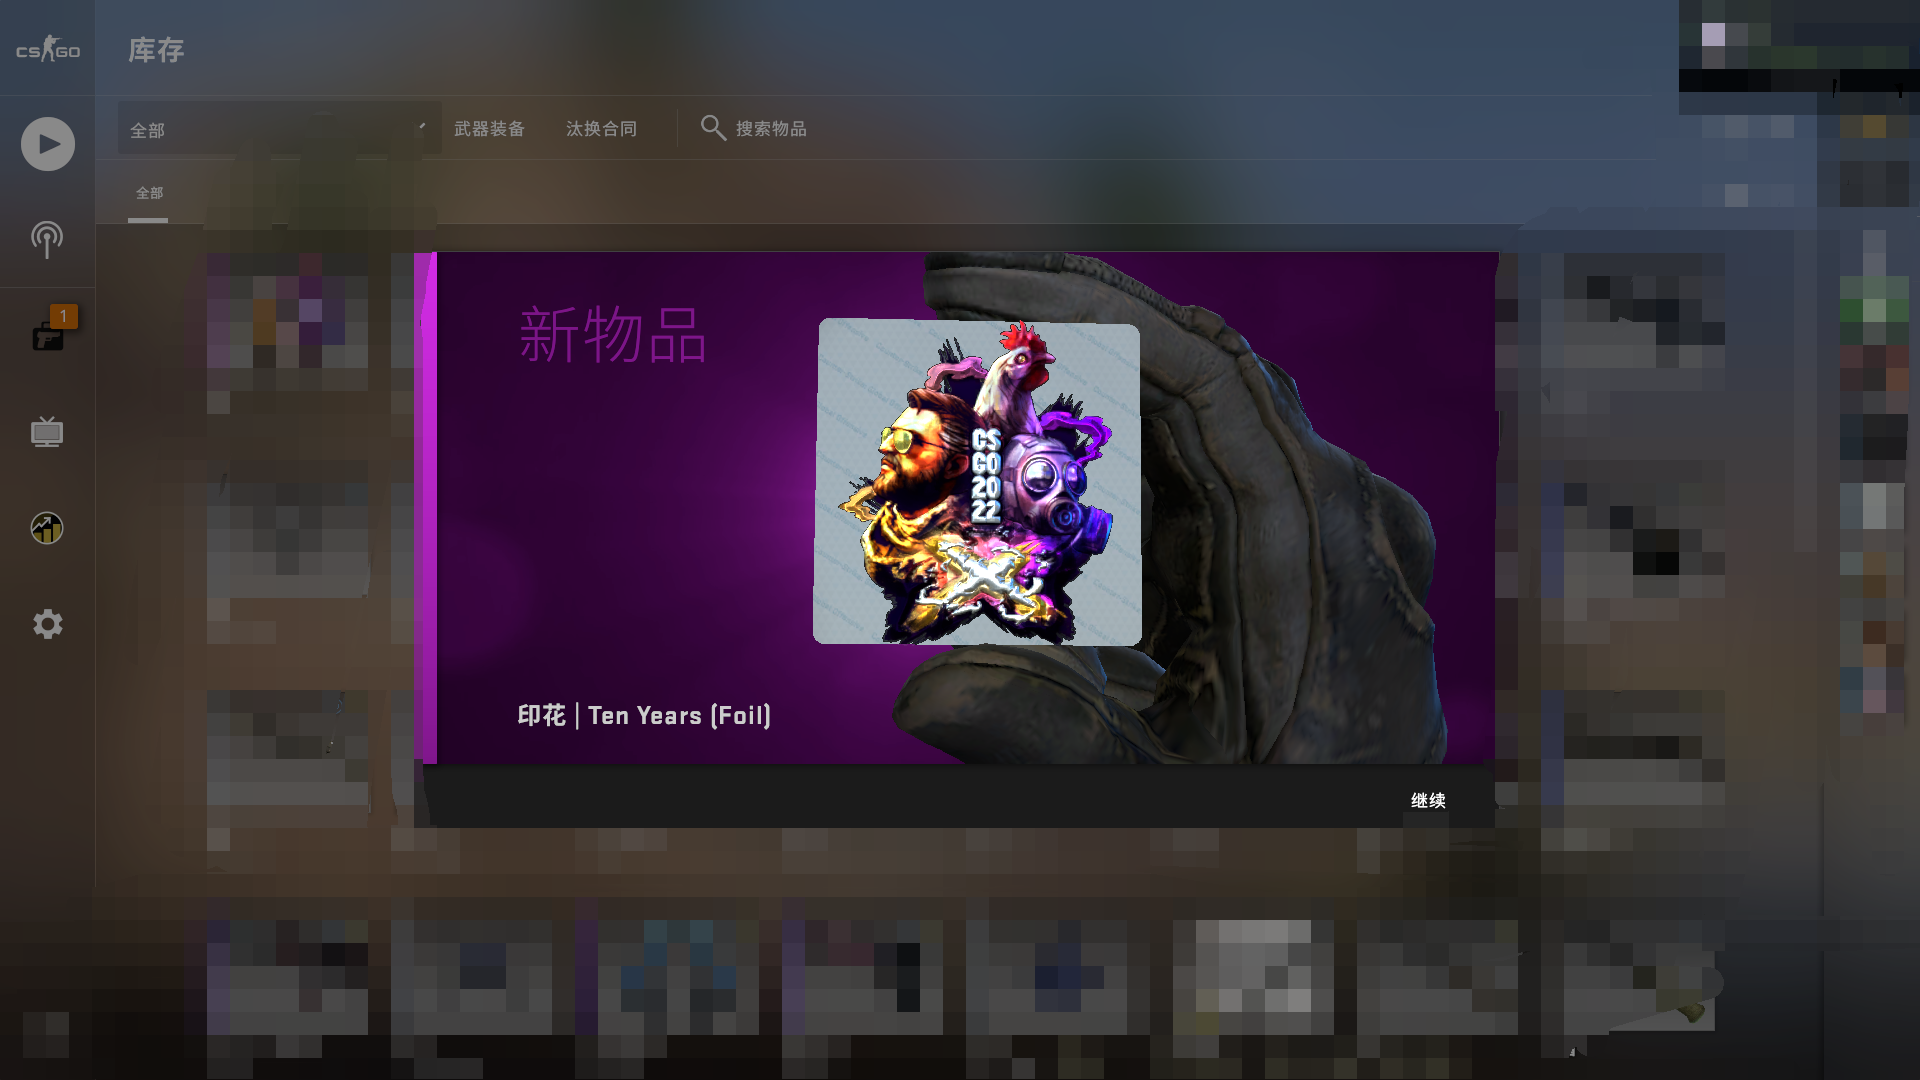 CS GO
库存
全部
武器装备
汰换合同
搜索物品
全部
1
新物品
CS
GO
20
22
印花 | Ten Years (Foil)
继续